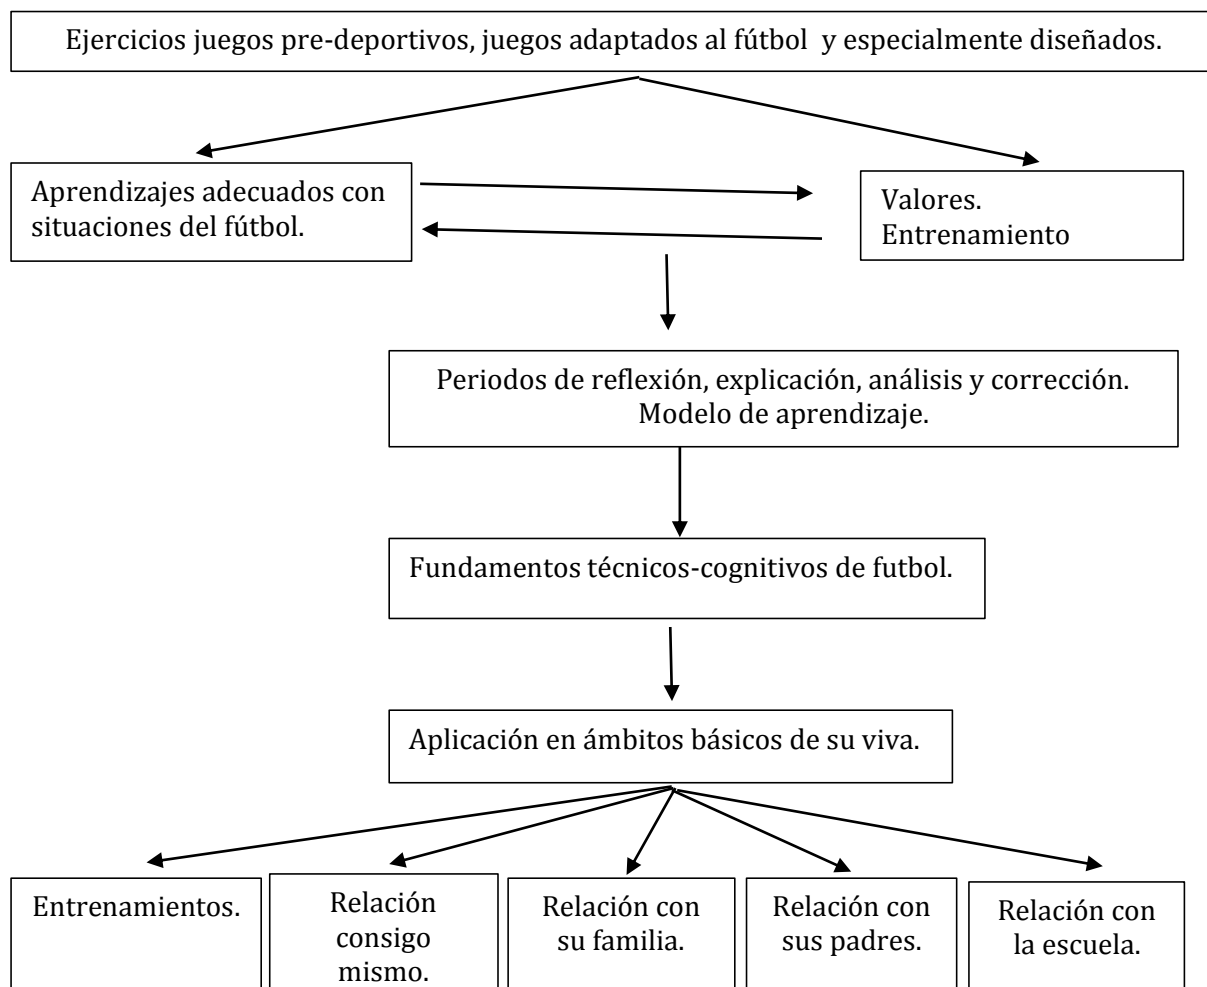 Ejercicios juegos pre-deportivos, juegos adaptados al fútbol y especialmente diseñados.
Aprendizajes adecuados con
situaciones del fútbol.
Valores.
Entrenamiento
Periodos de reflexión, explicación, análisis y corrección.
Modelo de aprendizaje.
Fundamentos técnicos-cognitivos de futbol.
Aplicación en ámbitos básicos de su viva.
Entrenamientos.
Relación
consigo
mismo.
Relación con
su familia.
Relación con
sus padres.
Relación con
la escuela.